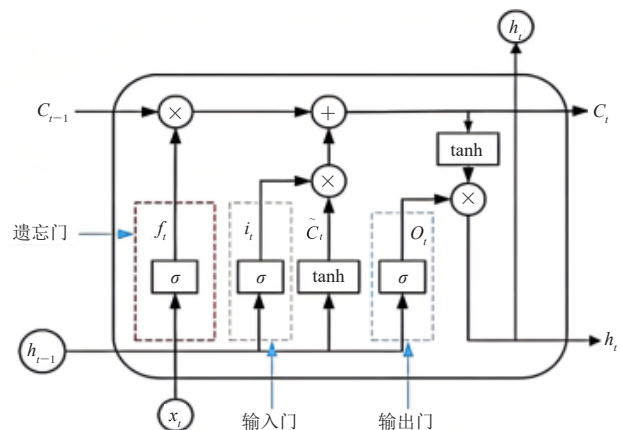 h_t
C_{t-1}
×
+
C_t
tanh
×
×
遗忘门
f_t
i_t
\tilde{C}_t
O_t
σ
σ
tanh
σ
h_{t-1}
h_t
x_t
输入门
输出门